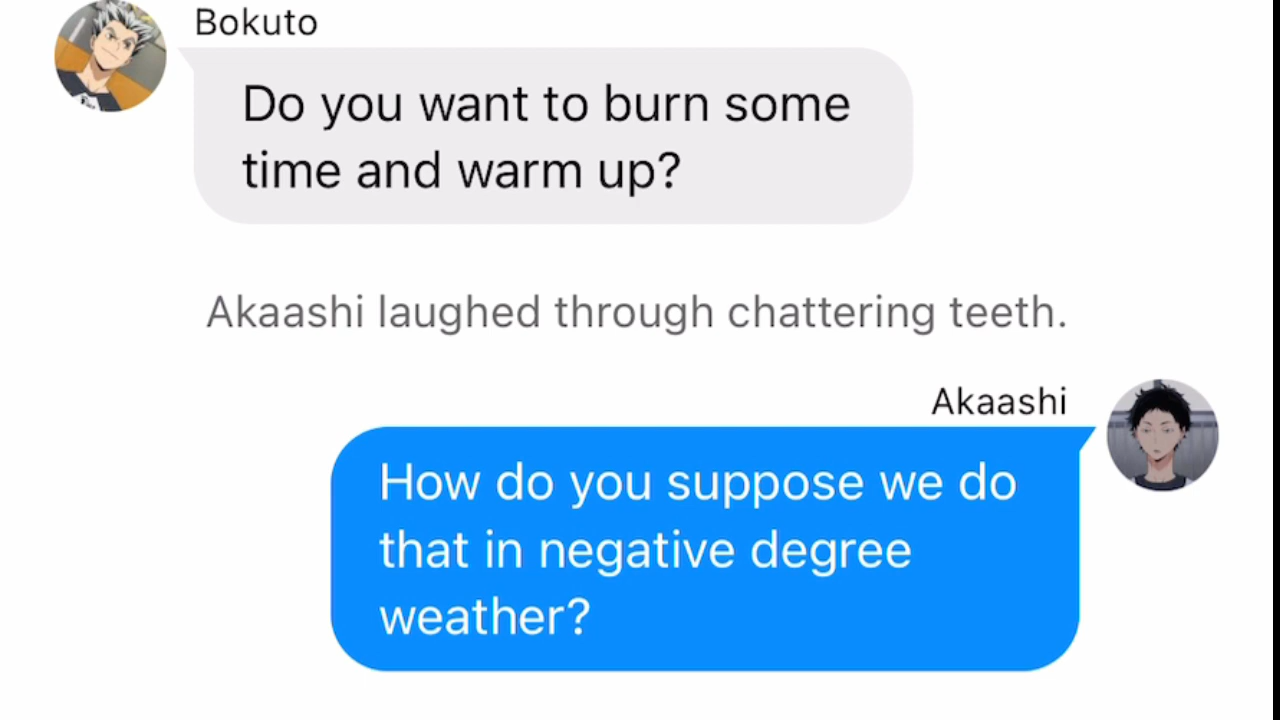 Bokuto
Do you want to burn some
time and warm up?
Akaashi laughed through chattering teeth.
Akaashi
How do you suppose we do
that in negative degree
weather?